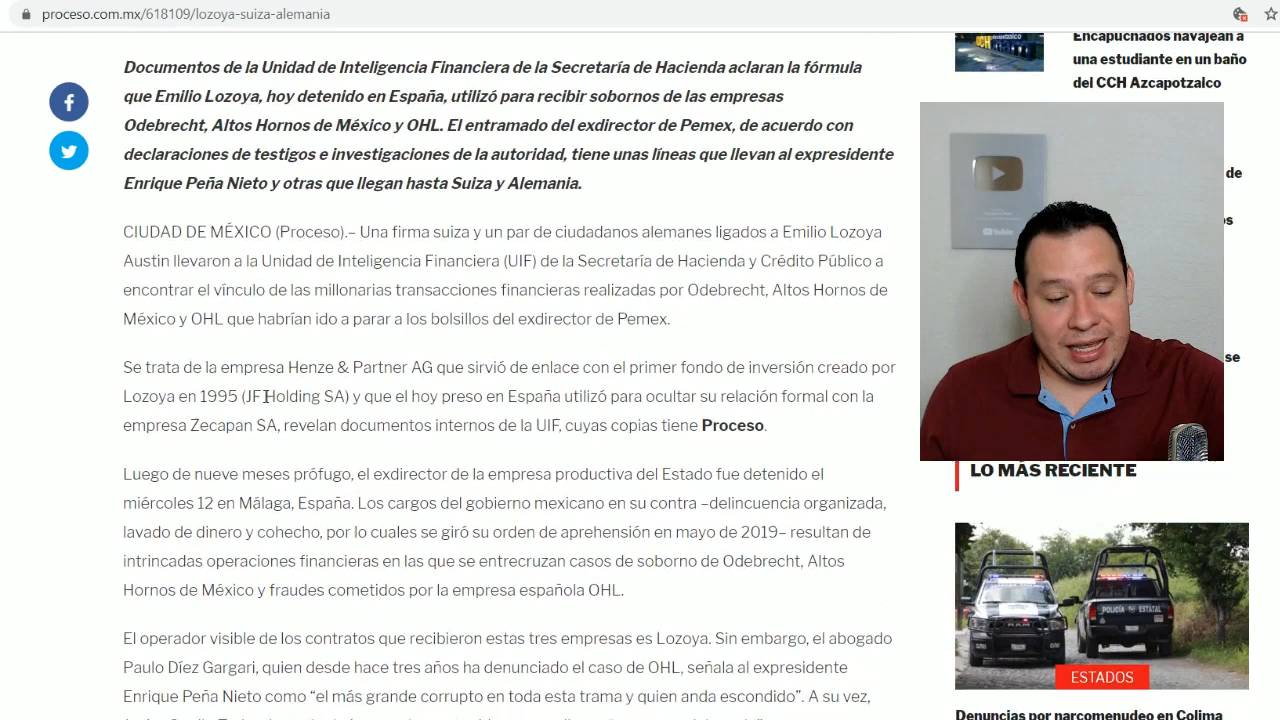 proceso.com.mx/618109/lozoya-suiza-alemania
Documentos de la Unidad de Inteligencia Financiera de la Secretaría de Hacienda aclaran la fórmula
que Emilio Lozoya, hoy detenido en España, utilizó para recibir sobornos de las empresas
Odebrecht, Altos Hornos de México y OHL. El entramado del exdirector de Pemex, de acuerdo con
declaraciones de testigos e investigaciones de la autoridad, tiene unas líneas que llevan al expresidente
Enrique Peña Nieto y otras que llegan hasta Suiza y Alemania.
CIUDAD DE MÉXICO (Proceso).– Una firma suiza y un par de ciudadanos alemanes ligados a Emilio Lozoya
Austin llevaron a la Unidad de Inteligencia Financiera (UIF) de la Secretaría de Hacienda y Crédito Público a
encontrar el vínculo de las millonarias transacciones financieras realizadas por Odebrecht, Altos Hornos de
México y OHL que habrían ido a parar a los bolsillos del exdirector de Pemex.
Se trata de la empresa Henze & Partner AG que sirvió de enlace con el primer fondo de inversión creado por
Lozoya en 1995 (JF Holding SA) y que el hoy preso en España utilizó para ocultar su relación formal con la
empresa Zecapan SA, revelan documentos internos de la UIF, cuyas copias tiene Proceso.
Luego de nueve meses prófugo, el exdirector de la empresa productiva del Estado fue detenido el
miércoles 12 en Málaga, España. Los cargos del gobierno mexicano en su contra –delincuencia organizada,
lavado de dinero y cohecho, por lo cuales se giró su orden de aprehensión en mayo de 2019– resultan de
intrincadas operaciones financieras en las que se entrecruzan casos de soborno de Odebrecht, Altos
Hornos de México y fraudes cometidos por la empresa española OHL.
El operador visible de los cohechos que recibieron estas tres empresas es Lozoya. Sin embargo, el abogado
Paulo Díez Gargari, quien desde hace tres años ha denunciado el caso de OHL, señala al expresidente
Enrique Peña Nieto como “el más grande corrupto en toda esta trama y quien anda escondido”. A su vez,
Encapuchados navajean a
una estudiante en un baño
del CCH Azcapotzalco
de
se
YouTube
LO MÁS RECIENTE
POLICÍA ESTATAL
RAM
ESTADOS
Denuncias por narcomenudeo en Colima